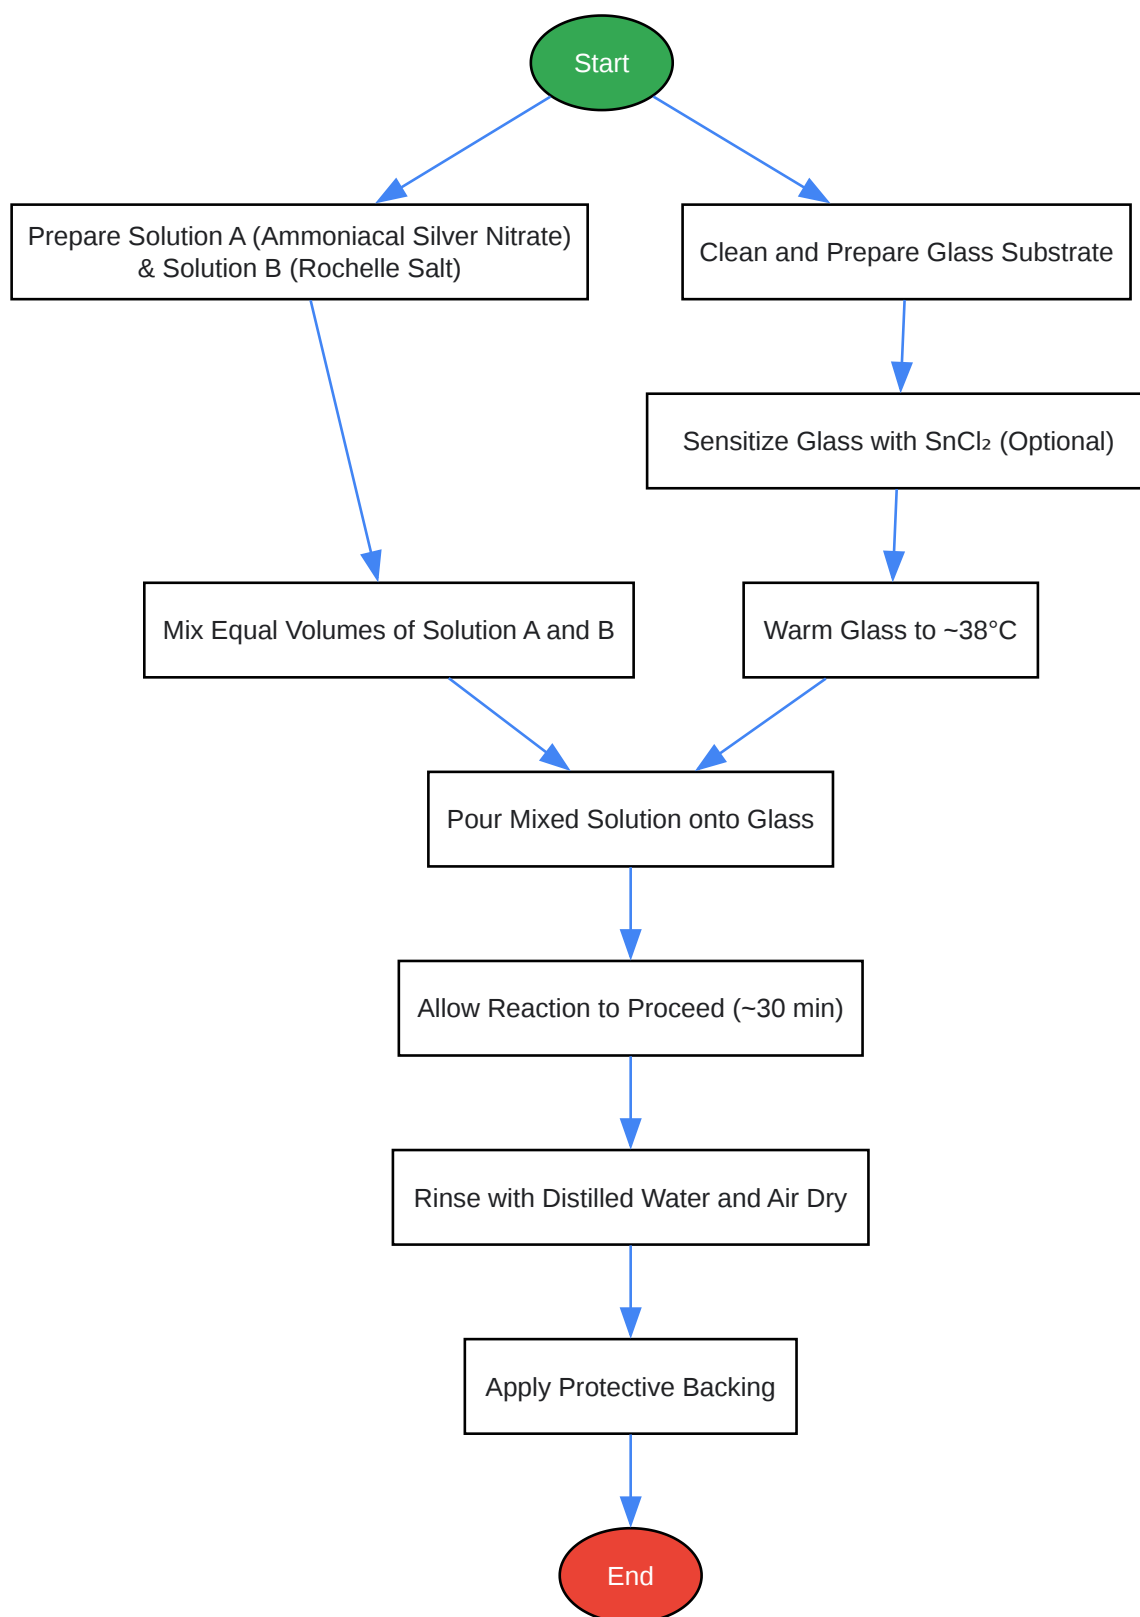 Start
Prepare Solution A (Ammoniacal Silver Nitrate)
& Solution B (Rochelle Salt)
Clean and Prepare Glass Substrate
Sensitize Glass with SnCl₂ (Optional)
Mix Equal Volumes of Solution A and B
Warm Glass to ~38°C
Pour Mixed Solution onto Glass
Allow Reaction to Proceed (~30 min)
Rinse with Distilled Water and Air Dry
Apply Protective Backing
End